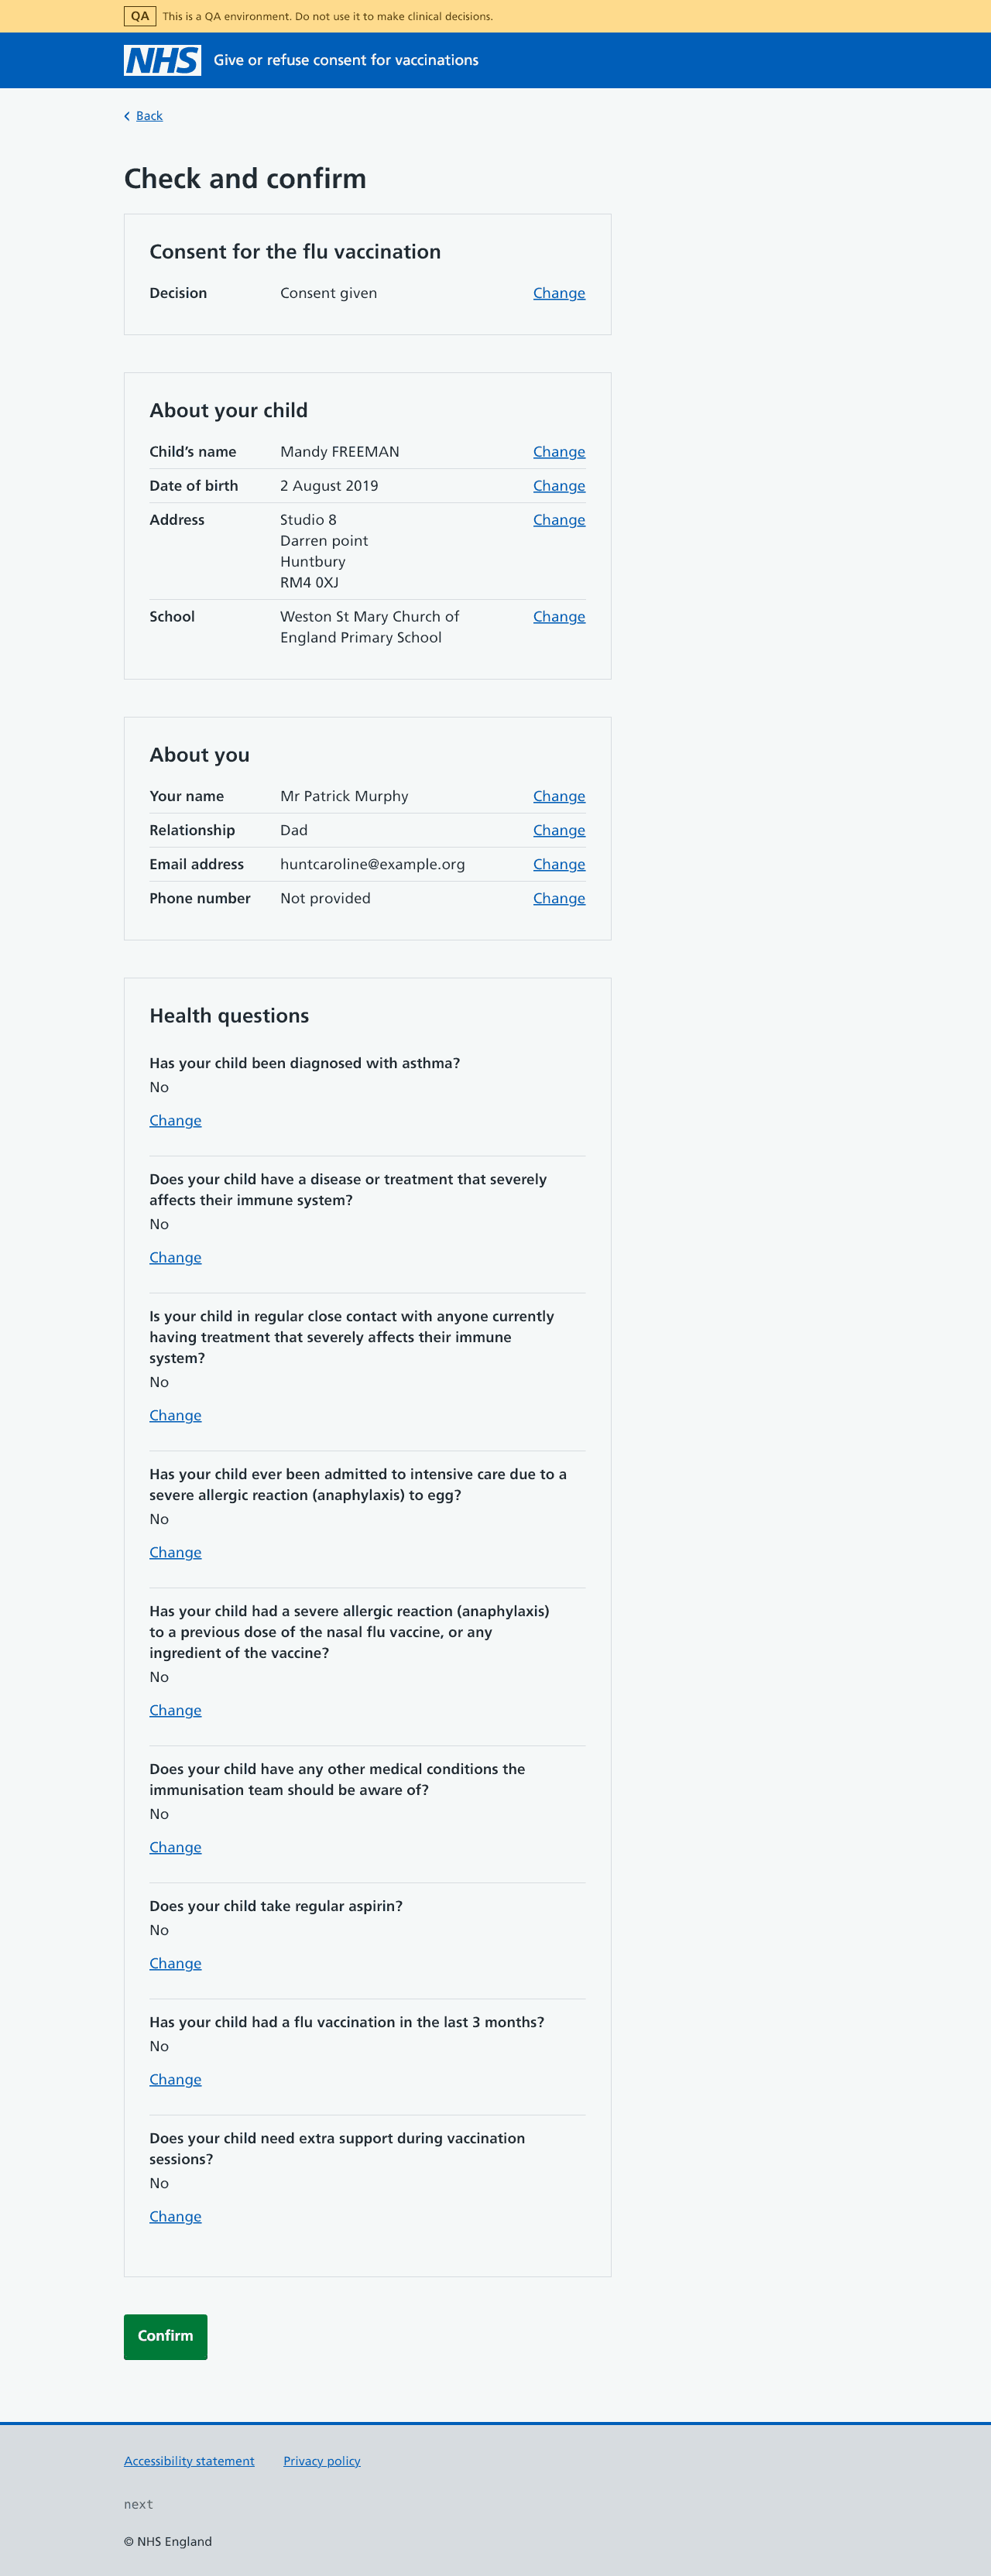 QA This is a QA environment. Do not use it to make clinical decisions.
NHS Give or refuse consent for vaccinations
Back
Check and confirm
Consent for the flu vaccination
Decision Consent given Change
About your child
Child’s name Mandy FREEMAN Change
Date of birth 2 August 2019 Change
Address Studio 8 Change
Darren point
Huntbury
RM4 0XJ
School Weston St Mary Church of Change
England Primary School
About you
Your name Mr Patrick Murphy Change
Relationship Dad Change
Email address huntcaroline@example.org Change
Phone number Not provided Change
Health questions
Has your child been diagnosed with asthma?
No
Change
Does your child have a disease or treatment that severely
affects their immune system?
No
Change
Is your child in regular close contact with anyone currently
having treatment that severely affects their immune
system?
No
Change
Has your child ever been admitted to intensive care due to a
severe allergic reaction (anaphylaxis) to egg?
No
Change
Has your child had a severe allergic reaction (anaphylaxis)
to a previous dose of the nasal flu vaccine, or any
ingredient of the vaccine?
No
Change
Does your child have any other medical conditions the
immunisation team should be aware of?
No
Change
Does your child take regular aspirin?
No
Change
Has your child had a flu vaccination in the last 3 months?
No
Change
Does your child need extra support during vaccination
sessions?
No
Change
Confirm
Accessibility statement Privacy policy
next
© NHS England